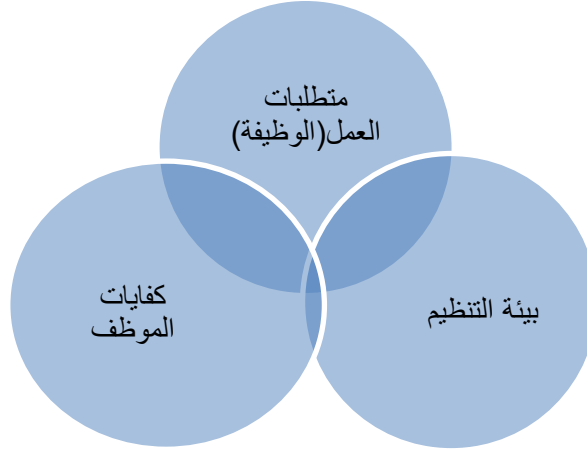 متطلبات
العمل(الوظيفة)
كفايات
الموظف
بيئة التنظيم